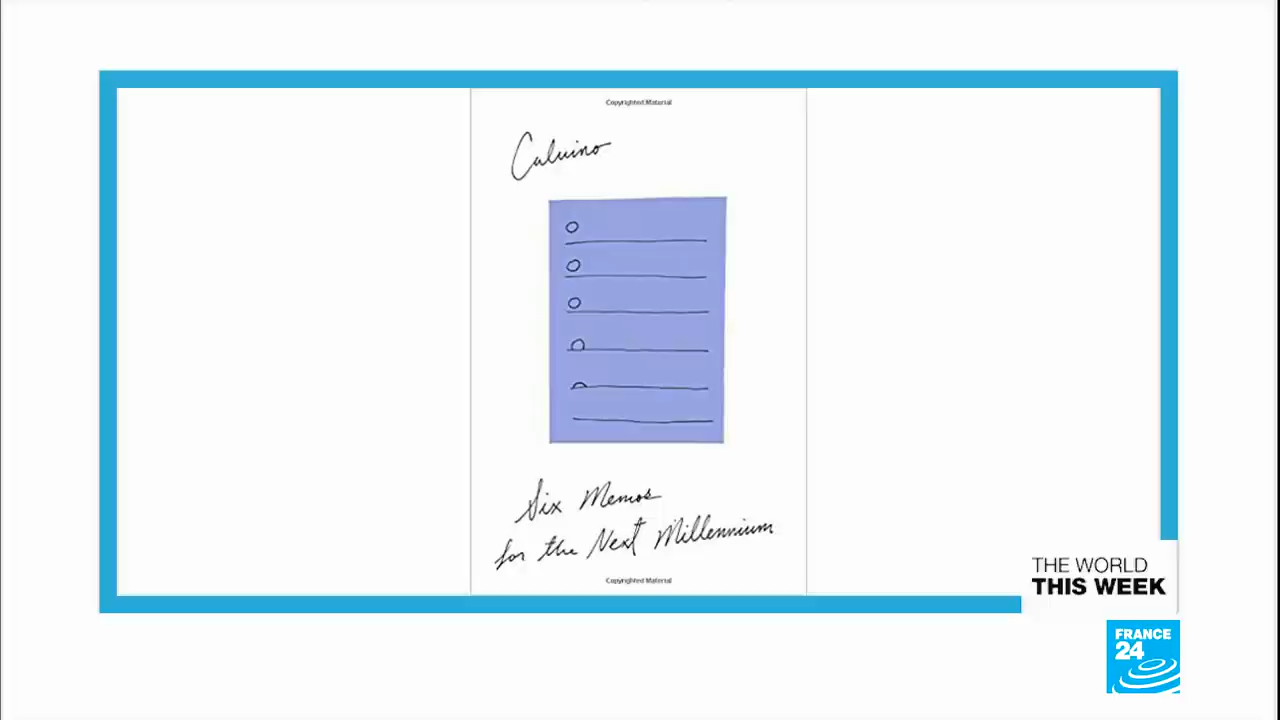 Copyrighted Material
Calvino
Six Memos
for the Next Millennium
Copyrighted Material
THE WORLD
THIS WEEK
FRANCE
24